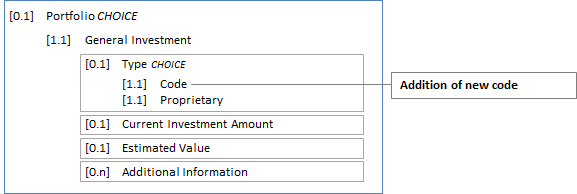 [0.1] Portfolio CHOICE
[1.1] General Investment
[0.1] Type CHOICE
[1.1] Code
Addition of new code
[1.1] Proprietary
[0.1] Current Investment Amount
[0.1] Estimated Value
[0.n] Additional Information